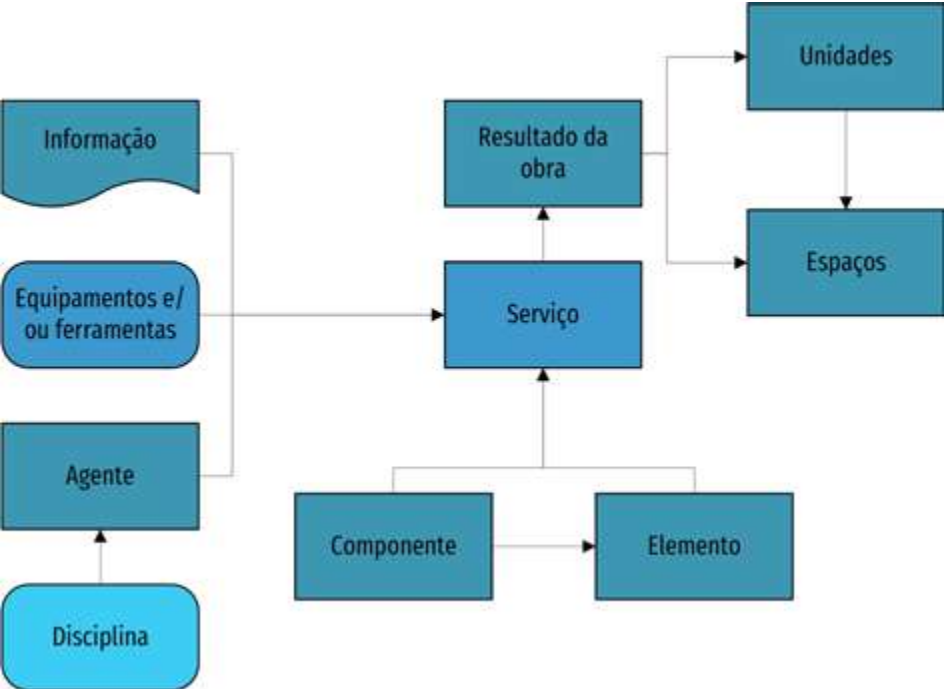 Unidades
Informação
Resultado da
obra
Espaços
Equipamentos e/
ou ferramentas
Serviço
Agente
Componente
Elemento
Disciplina